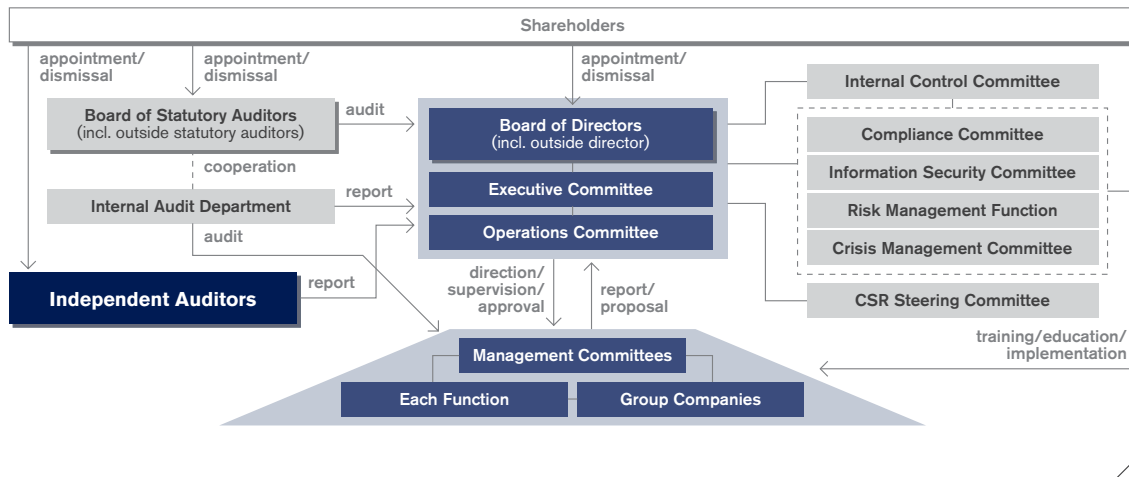 Shareholders
appointment/
dismissal
appointment/
dismissal
appointment/
dismissal
Board of Statutory Auditors
(incl. outside statutory auditors)
audit
Board of Directors
(incl. outside director)
Internal Control Committee
Compliance Committee
cooperation
Executive Committee
Information Security Committee
Internal Audit Department
report
Risk Management Function
audit
Operations Committee
Crisis Management Committee
Independent Auditors
report
direction/
supervision/
approval
report/
proposal
CSR Steering Committee
training/education/
implementation
Management Committees
Each Function
Group Companies